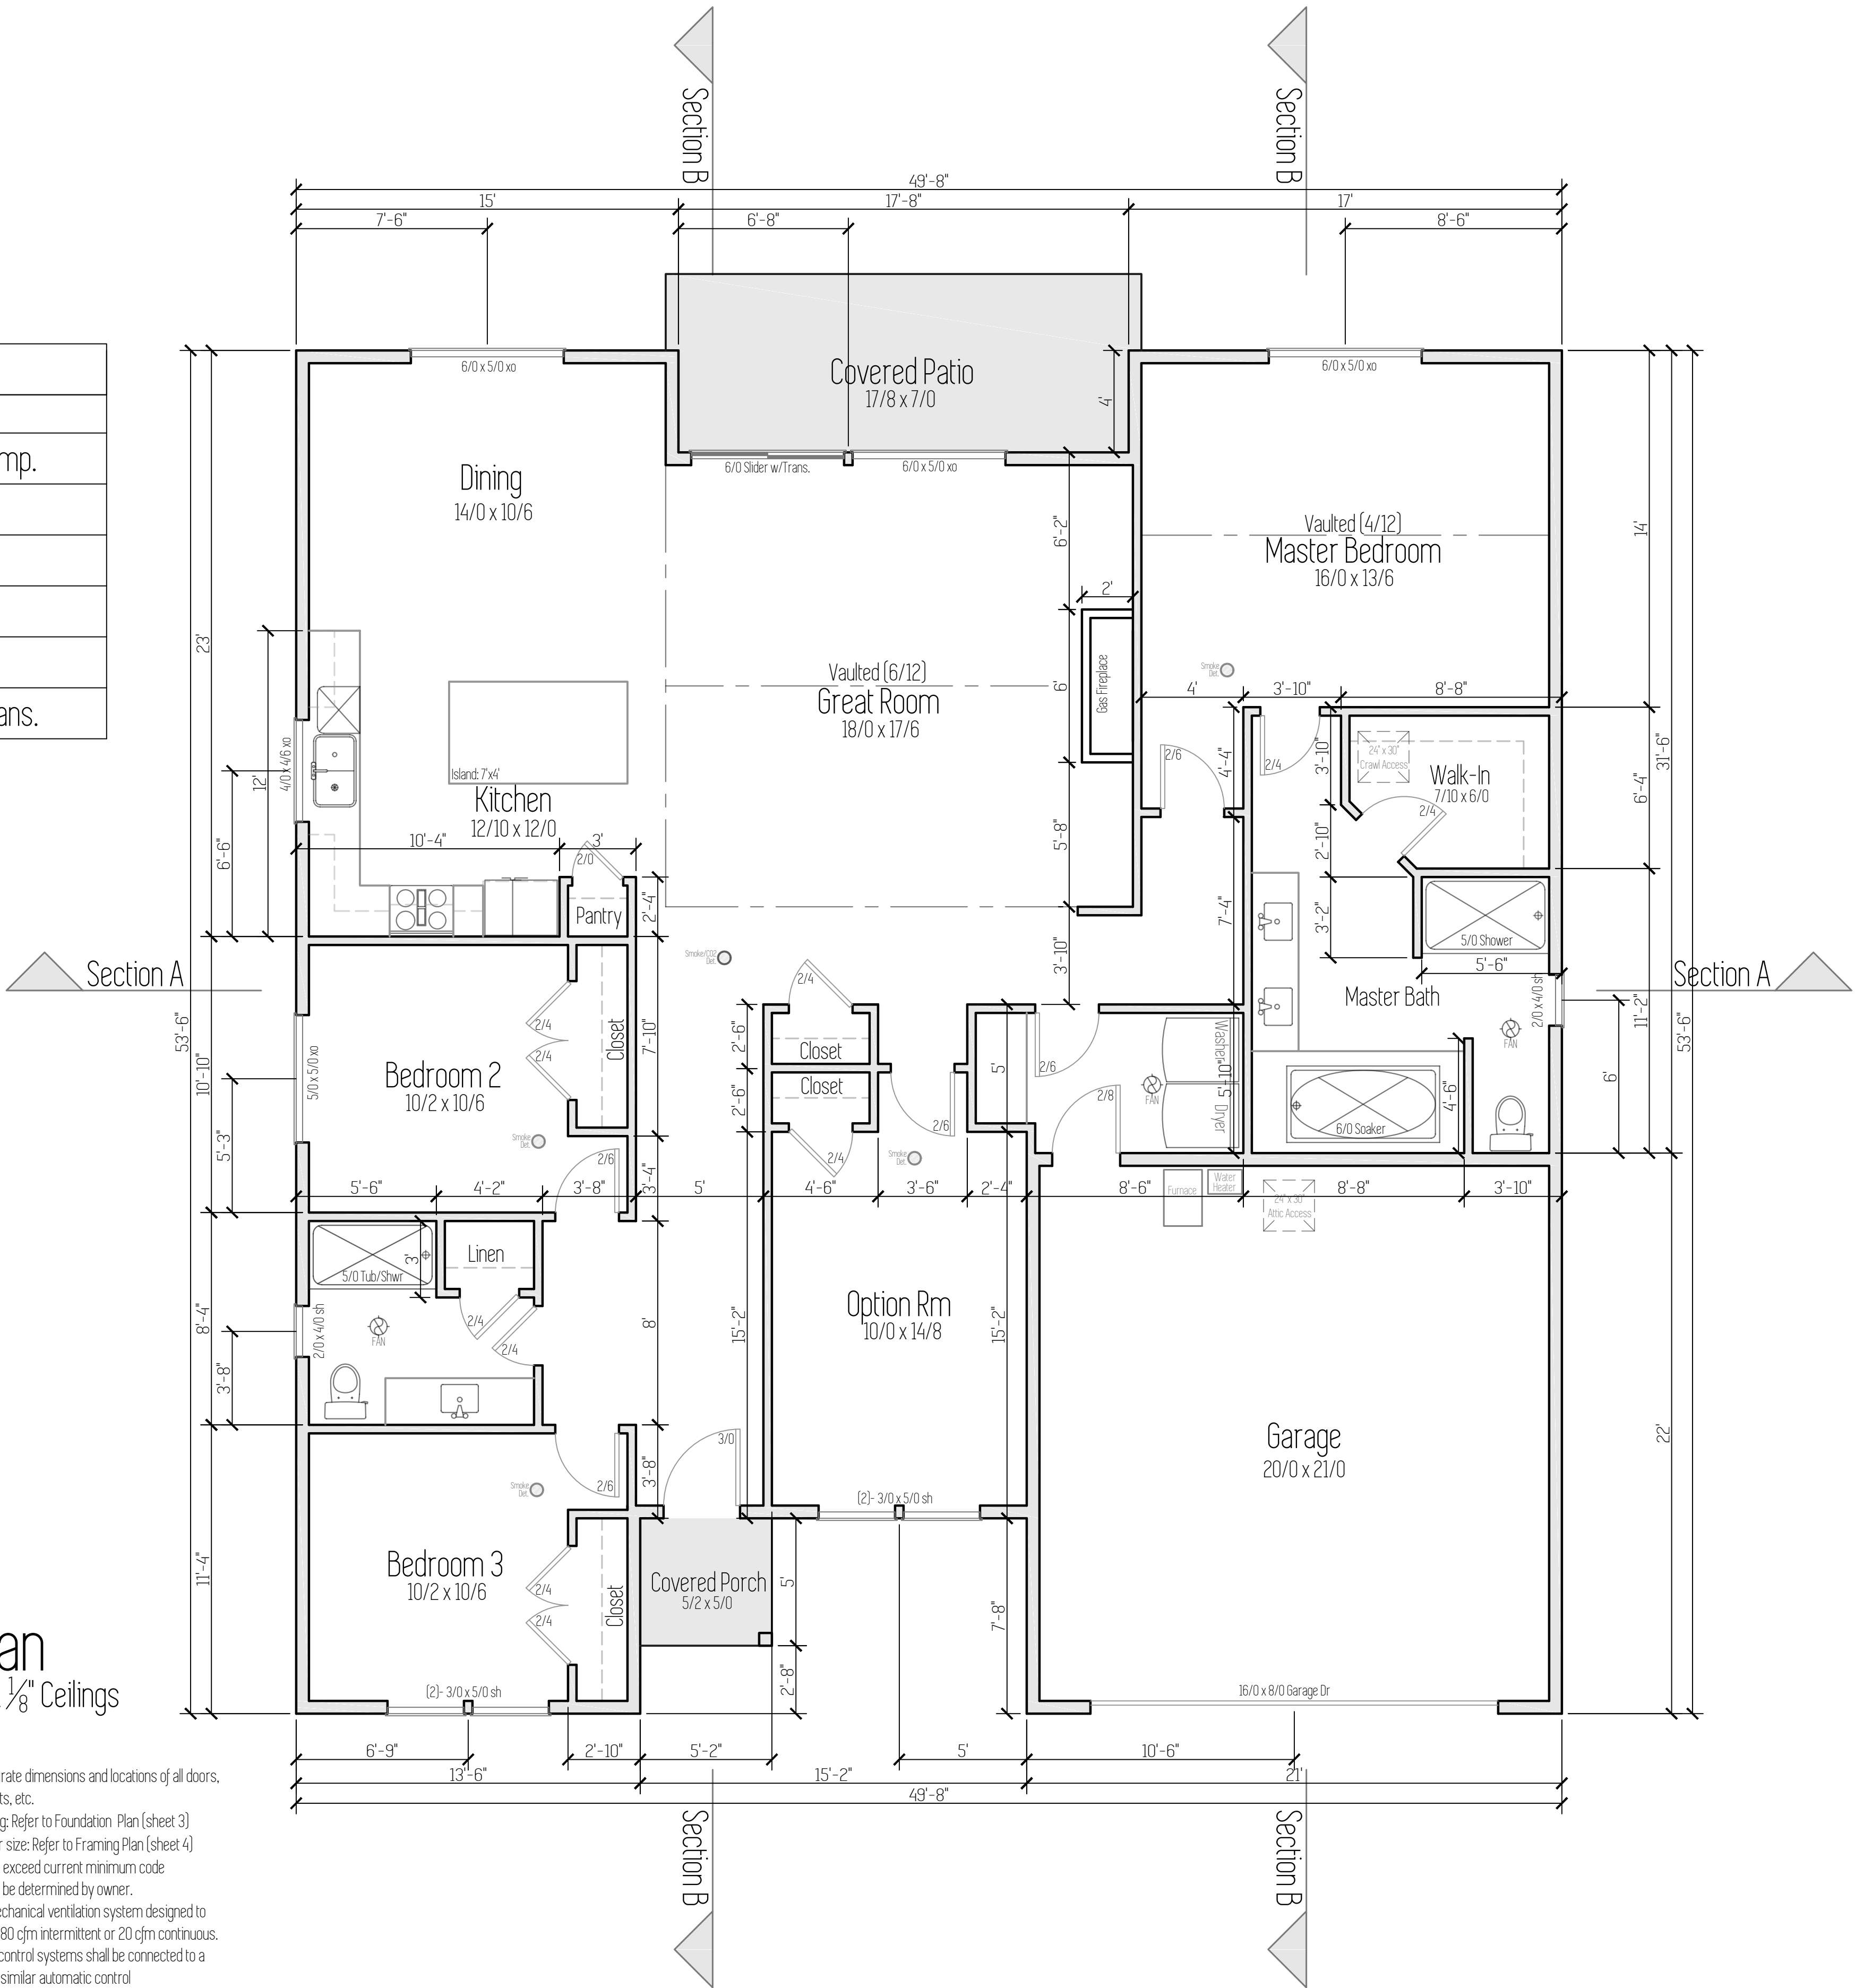 Section B
Section B
49'-8"
15'
17'-8"
17'
7'-6"
6'-8"
8'-6"
mp.
ans.
an
1/8" Ceilings
6/0 x 5/0 xo
Covered Patio
17/8 x 7/0
4'
6/0 x 5/0 xo
6/0 Slider w/Trans.
6/0 x 5/0 xo
Dining
14/0 x 10/6
6'-2"
Vaulted (4/12)
Master Bedroom
16/0 x 13/6
14'
2'
23'
Vaulted (6/12)
Great Room
18/0 x 17/6
6'
Gas Fireplace
Smoke
Det.
4'
3'-10"
8'-8"
4/0 X 4/6 xo
12'
6'-6"
Island: 7'x4'
Kitchen
12/10 x 12/0
10'-4"
3'
2/0
Pantry
2'-4"
5'-8"
2/6
4'-4"
2/4
3'-10"
24" x 30"
Crawl Access
Walk-In
7/10 x 6/0
2/4
2'-10"
6'-4"
31'-6"
7'-4"
3'-2"
5/0 Shower
5'-6"
Section A
Section A
Smoke/CO2
Det.
3'-10"
Master Bath
2/0 x 4/0 sh
11'-2"
53'-6"
53'-6"
10'-10"
2/4
2/4
Closet
7'-10"
2/4
2'-6"
Closet
Closet
2'-6"
2/4
5'
2/6
2/6
2/8
FAN
Washer
5'-10"
Dryer
6/0 Soaker
4'-6"
FAN
6'
5/0 x 5/0 xo
Bedroom 2
10/2 x 10/6
Smoke
Det.
2/6
5'-3"
3'-4"
Smoke
Det.
5'-6"
4'-2"
3'-8"
5'
4'-6"
3'-6"
2'-4"
8'-6"
8'-8"
3'-10"
Furnace
Water
Heater
24" x 30"
Attic Access
5/0 Tub/Shwr
3'
Linen
2/4
2/4
2/0 x 4/0 sh
FAN
8'-4"
3'-8"
8'
15'-2"
Option Rm
10/0 x 14/8
15'-2"
Garage
20/0 x 21/0
22'
3/0
2/6
3'-8"
Smoke
Det.
(2)- 3/0 x 5/0 sh
Bedroom 3
10/2 x 10/6
2/4
2/4
Closet
Covered Porch
5/2 x 5/0
5'
2'-8"
7'-8"
11'-4"
(2)- 3/0 x 5/0 sh
16/0 x 8/0 Garage Dr
6'-9"
2'-10"
5'-2"
5'
10'-6"
13'-6"
15'-2"
21'
49'-8"
Section B
Section B
rate dimensions and locations of all doors,
ts, etc.
g: Refer to Foundation Plan (sheet 3)
r size: Refer to Framing Plan (sheet 4)
exceed current minimum code
be determined by owner.
echanical ventilation system designed to
80 cfm intermittent or 20 cfm continuous.
control systems shall be connected to a
similar automatic control